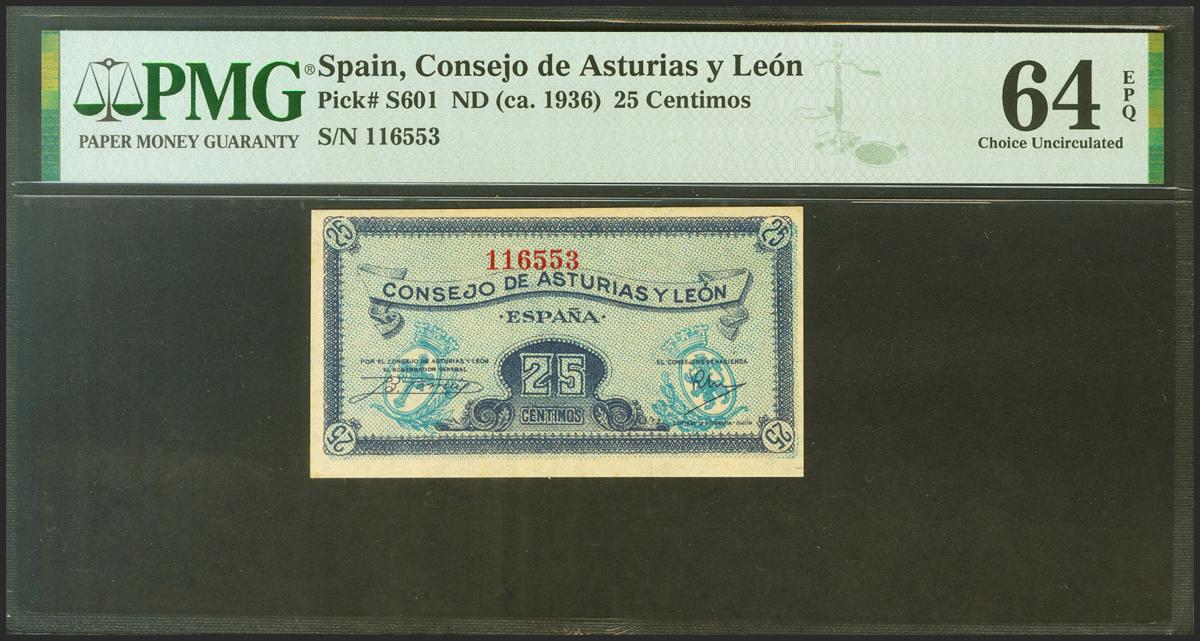 PMG®
PAPER MONEY GUARANTY
Spain, Consejo de Asturias y León
Pick# S601 ND (ca. 1936) 25 Centimos
S/N 116553
64 EPQ
Choice Uncirculated
25 25
116553
CONSEJO DE ASTURIAS Y LEÓN
·ESPAÑA·
POR EL CONSEJO DE ASTURIAS Y LEÓN
EL GOBERNADOR GENERAL
EL CONSEJERO DE HACIENDA
25
CÉNTIMOS
25 25